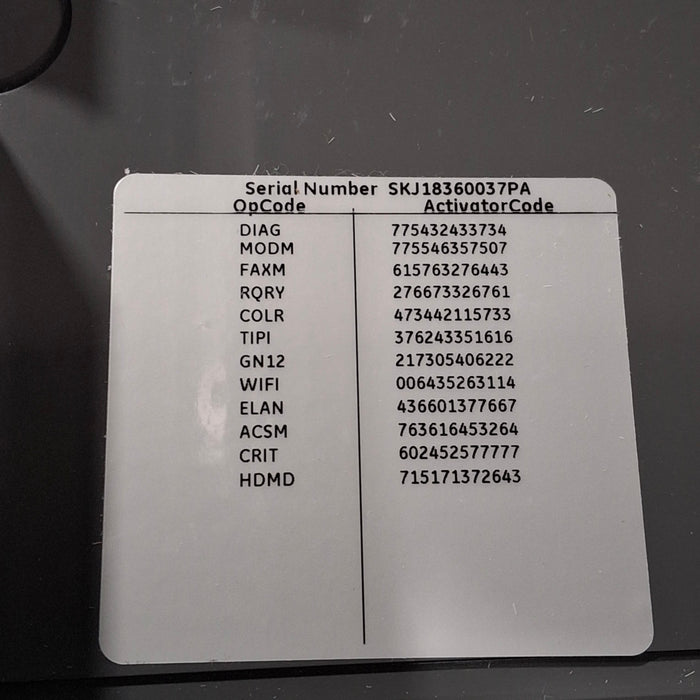 Serial Number SKJ18360037PA
OpCode ActivatorCode
DIAG 775432433734
MODM 775546357507
FAXM 615763276443
RQRY 276673326761
COLR 473442115733
TIPI 376243351616
GN12 217305406222
WIFI 006435263114
ELAN 436601377667
ACSM 763616453264
CRIT 602452577777
HDMD 715171372643